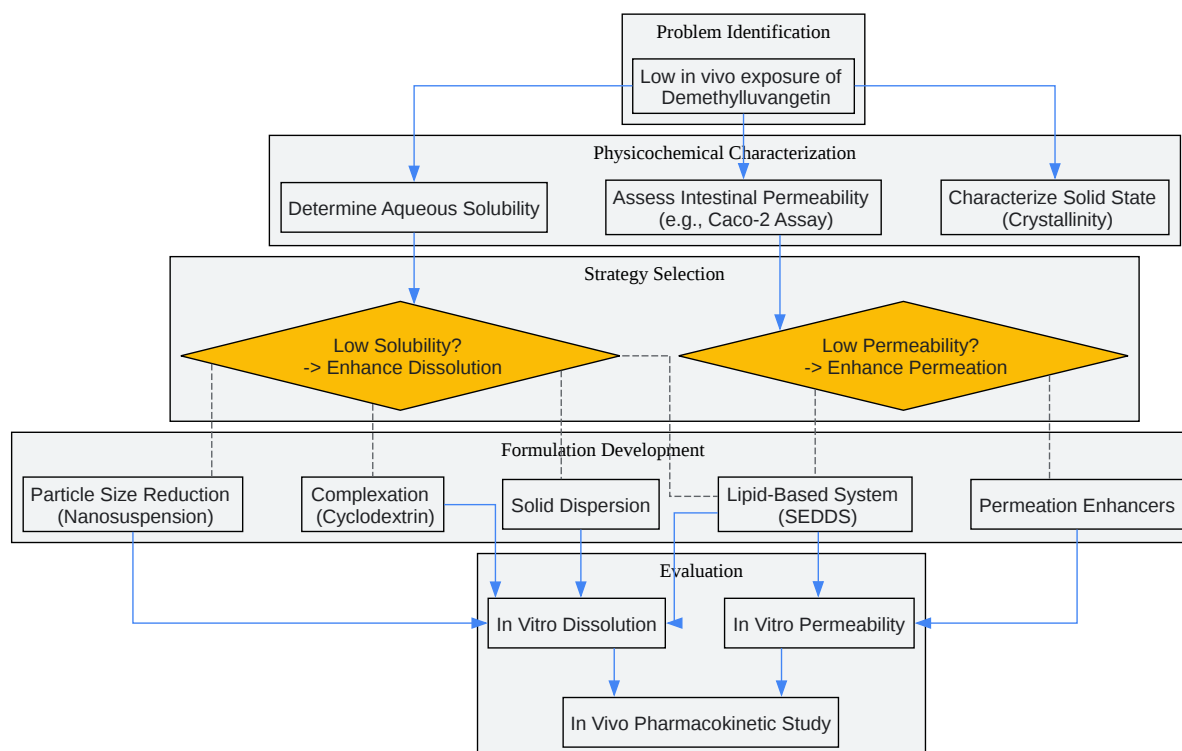 Problem Identification
Low in vivo exposure of
Demethylluvangetin
Physicochemical Characterization
Determine Aqueous Solubility
Assess Intestinal Permeability
(e.g., Caco-2 Assay)
Characterize Solid State
(Crystallinity)
Strategy Selection
Low Solubility?
-> Enhance Dissolution
Low Permeability?
-> Enhance Permeation
Formulation Development
Particle Size Reduction
(Nanosuspension)
Complexation
(Cyclodextrin)
Solid Dispersion
Lipid-Based System
(SEDDS)
Permeation Enhancers
Evaluation
In Vitro Dissolution
In Vitro Permeability
In Vivo Pharmacokinetic Study